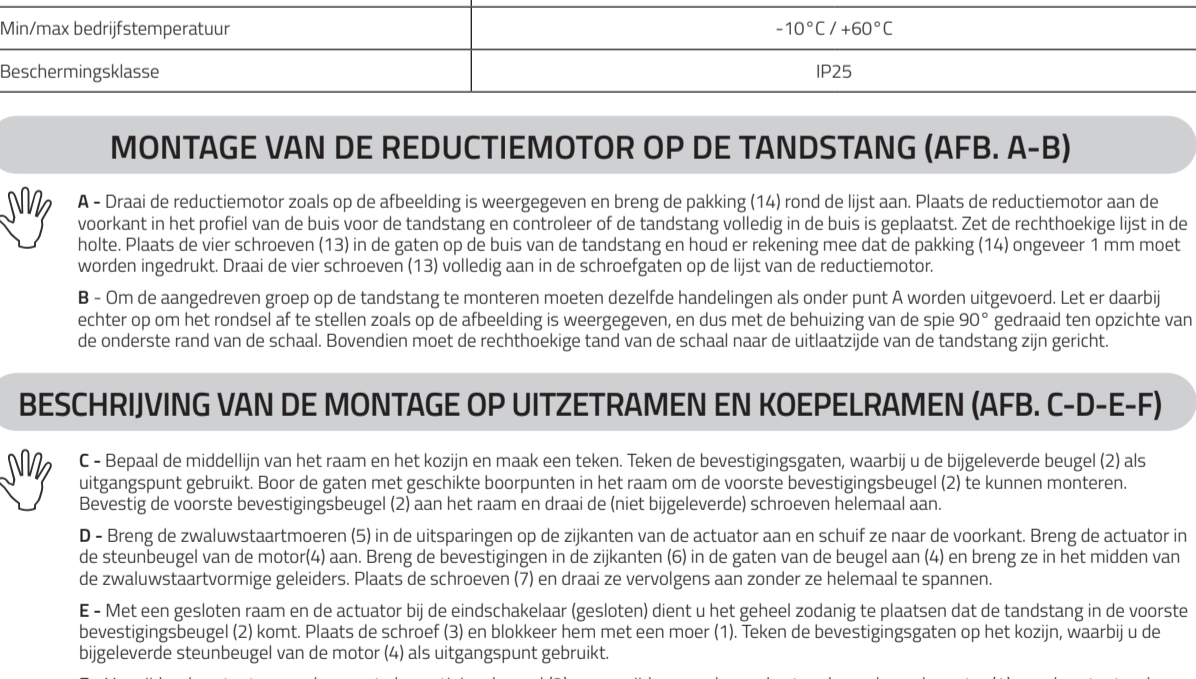 Min/max bedrijfstemperatuur -10°C / +60°C
Beschermingsklasse IP25
MONTAGE VAN DE REDUCTIEMOTOR OP DE TANDSTANG (AFB. A-B)
A - Draai de reductiemotor zoals op de afbeelding is weergegeven en breng de pakking (14) rond de lijst aan. Plaats de reductiemotor aan de
voorkant in het profiel van de buis voor de tandstang en controleer of de tandstang volledig in de buis is geplaatst. Zet de rechthoekige lijst in de
holte. Plaats de vier schroeven (13) in de gaten op de buis van de tandstang en houd er rekening mee dat de pakking (14) ongeveer 1 mm moet
worden ingedrukt. Draai de vier schroeven (13) volledig aan in de schroefgaten op de lijst van de reductiemotor.
B - Om de aangedreven groep op de tandstang te monteren moeten dezelfde handelingen als onder punt A worden uitgevoerd. Let er daarbij
echter op om het rondsel af te stellen zoals op de afbeelding is weergegeven, en dus met de behuizing van de spie 90° gedraaid ten opzichte van
de onderste rand van de schaal. Bovendien moet de rechthoekige tand van de schaal naar de uitlaatzijde van de tandstang zijn gericht.
BESCHRIJVING VAN DE MONTAGE OP UITZETRAMEN EN KOEPELRAMEN (AFB. C-D-E-F)
C - Bepaal de middellijn van het raam en het kozijn en maak een teken. Teken de bevestigingsgaten, waarbij u de bijgeleverde beugel (2) als
uitgangspunt gebruikt. Boor de gaten met geschikte boorpunten in het raam om de voorste bevestigingsbeugel (2) te kunnen monteren.
Bevestig de voorste bevestigingsbeugel (2) aan het raam en draai de (niet bijgeleverde) schroeven helemaal aan.
D - Breng de zwaluwstaartmoeren (5) in de uitsparingen op de zijkanten van de actuator aan en schuif ze naar de voorkant. Breng de actuator in
de steunbeugel van de motor(4) aan. Breng de bevestigingen in de zijkanten (6) in de gaten van de beugel aan (4) en breng ze in het midden van
de zwaluwstaartvormige geleiders. Plaats de schroeven (7) en draai ze vervolgens aan zonder ze helemaal te spannen.
E - Met een gesloten raam en de actuator bij de eindschakelaar (gesloten) dient u het geheel zodanig te plaatsen dat de tandstang in de voorste
bevestigingsbeugel (2) komt. Plaats de schroef (3) en blokkeer hem met een moer (1). Teken de bevestigingsgaten op het kozijn, waarbij u de
bijgeleverde steunbeugel van de motor (4) als uitgangspunt gebruikt.